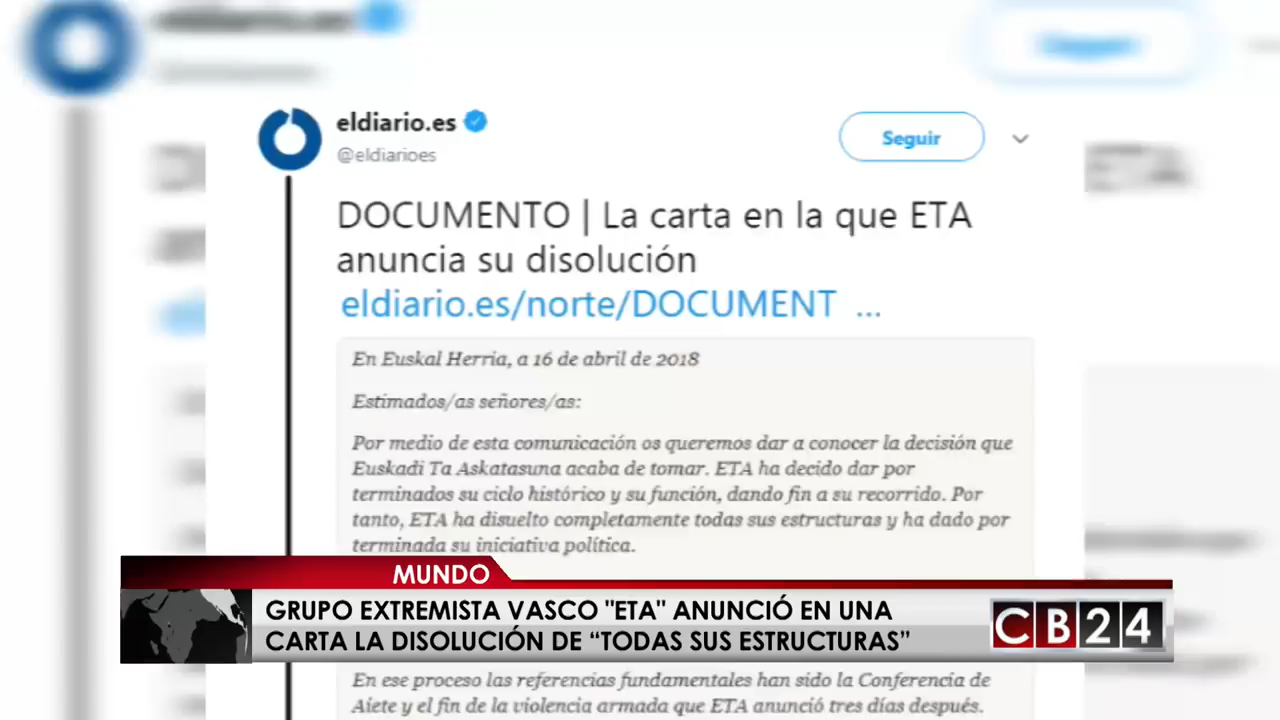 eldiario.es
@eldiarioes
Seguir
DOCUMENTO | La carta en la que ETA
anuncia su disolución
eldiario.es/norte/DOCUMENT ...
En Euskal Herria, a 16 de abril de 2018
Estimados/as señores/as:
Por medio de esta comunicación os queremos dar a conocer la decisión que
Euskadi Ta Askatasuna acaba de tomar. ETA ha decido dar por
terminados su ciclo histórico y su función, dando fin a su recorrido. Por
tanto, ETA ha disuelto completamente todas sus estructuras y ha dado por
terminada su iniciativa política.
MUNDO
GRUPO EXTREMISTA VASCO "ETA" ANUNCIÓ EN UNA
CARTA LA DISOLUCIÓN DE “TODAS SUS ESTRUCTURAS”
CB24
En ese proceso las referencias fundamentales han sido la Conferencia de
Aiete y el fin de la violencia armada que ETA anunció tres días después.